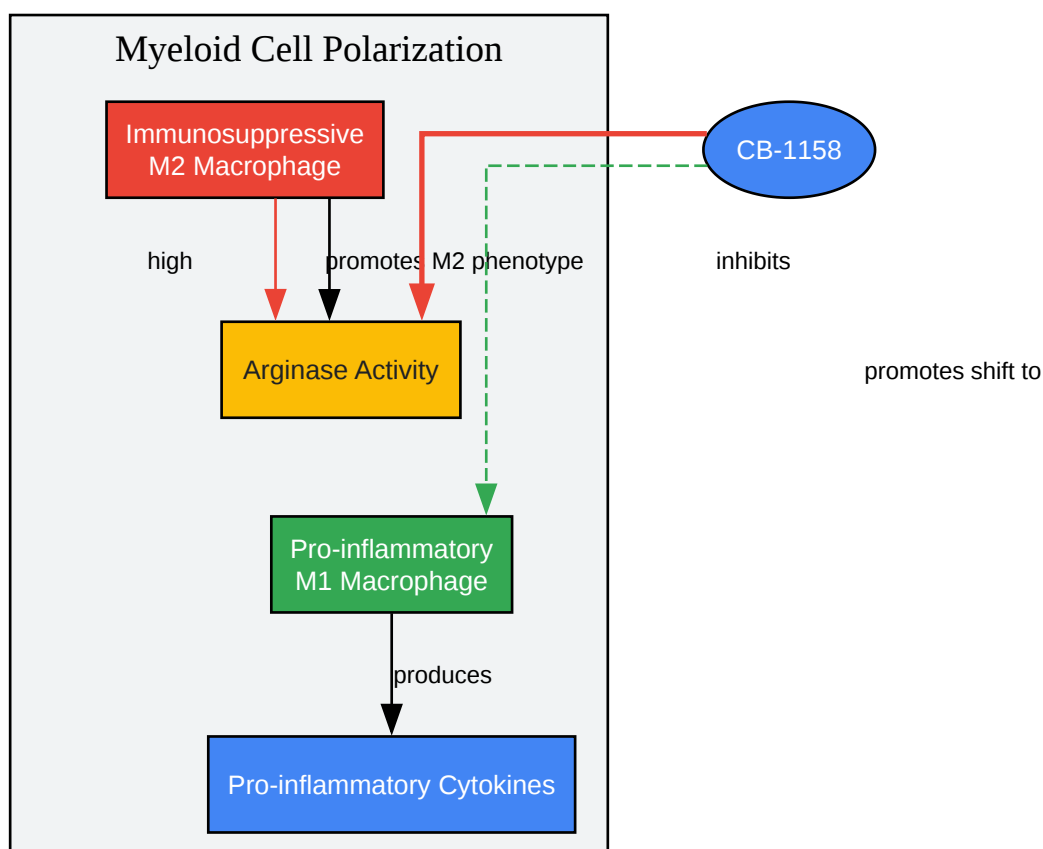 Myeloid Cell Polarization
Immunosuppressive
M2 Macrophage
CB-1158
high
promotes M2 phenotype
inhibits
Arginase Activity
promotes shift to
Pro-inflammatory
M1 Macrophage
produces
Pro-inflammatory Cytokines